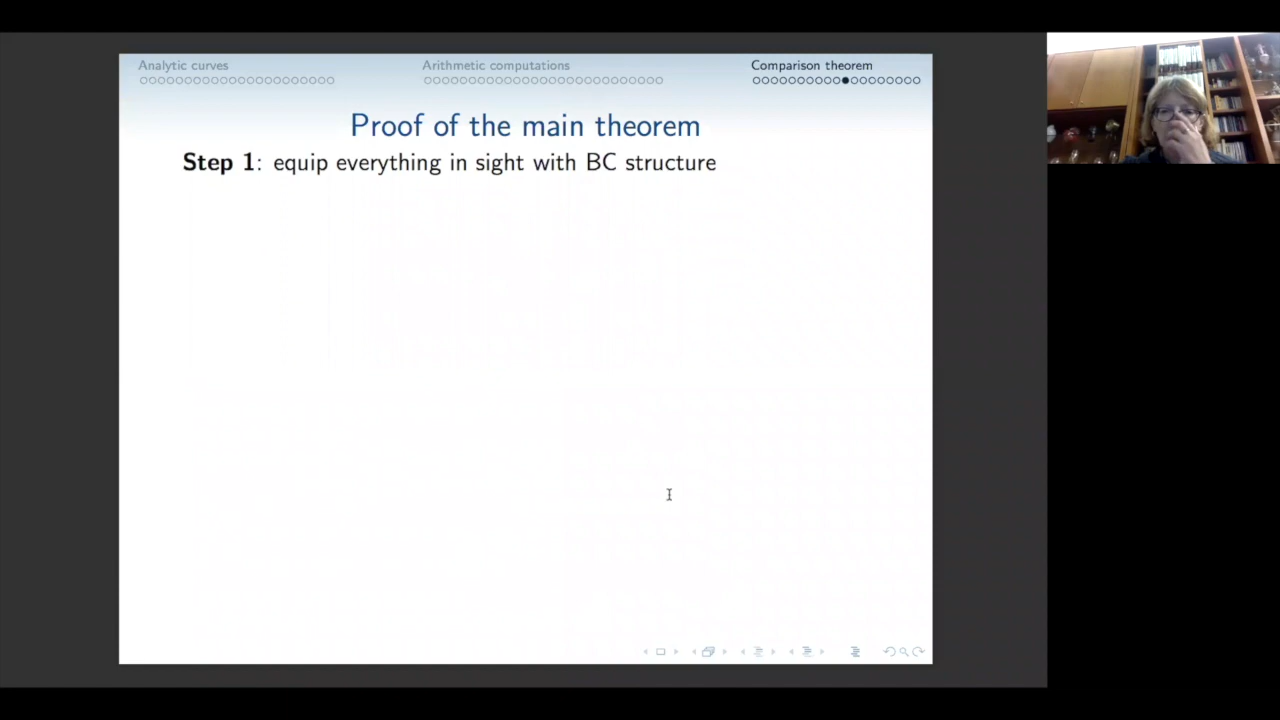 Analytic curves
Arithmetic computations
Comparison theorem
Proof of the main theorem
Step 1: equip everything in sight with BC structure